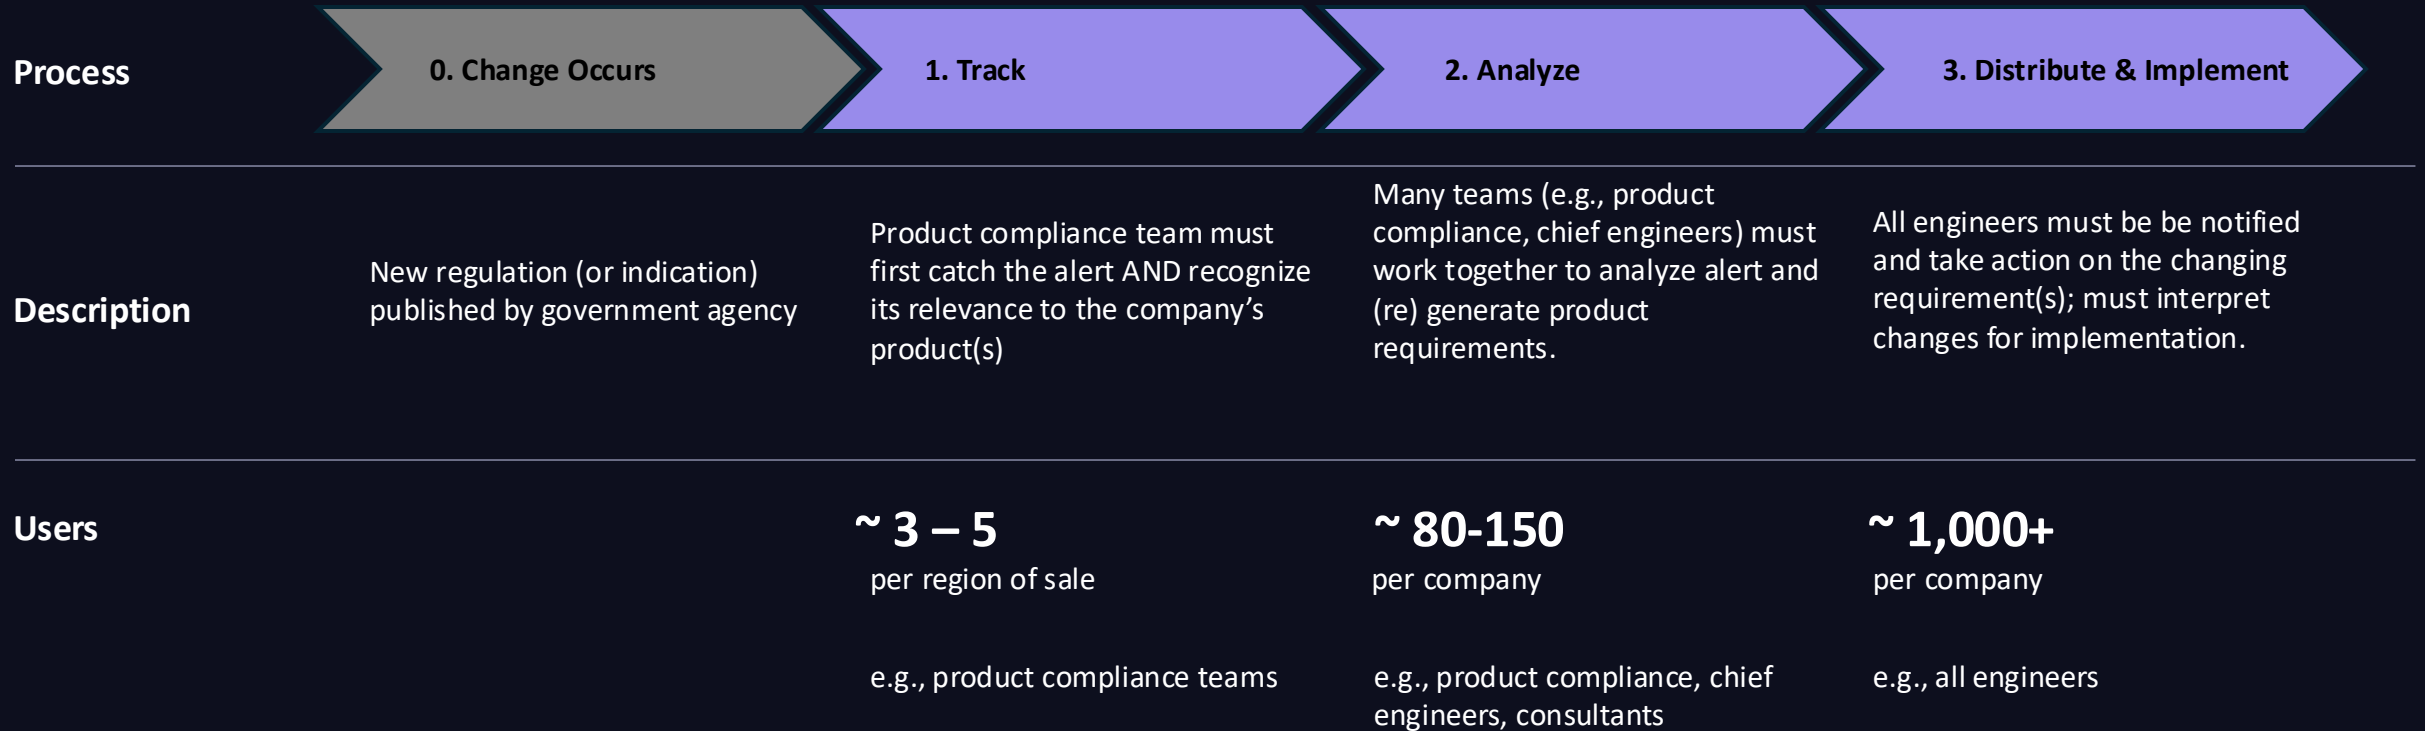 Process
0. Change Occurs
1. Track
2. Analyze
3. Distribute & Implement
Description
New regulation (or indication)
published by government agency
Product compliance team must
first catch the alert AND recognize
its relevance to the company’s
product(s)
Many teams (e.g., product
compliance, chief engineers) must
work together to analyze alert and
(re) generate product
requirements.
All engineers must be be notified
and take action on the changing
requirement(s); must interpret
changes for implementation.
Users
~ 3 – 5
per region of sale
e.g., product compliance teams
~ 80-150
per company
e.g., product compliance, chief
engineers, consultants
~ 1,000+
per company
e.g., all engineers